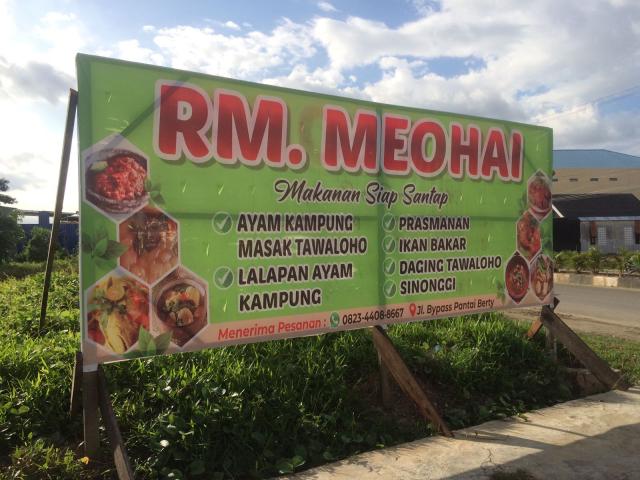 RM. MEOHAI
Makanan Siap Santap
AYAM KAMPUNG
MASAK TAWALOHO
LALAPAN AYAM
KAMPUNG
PRASMANAN
IKAN BAKAR
DAGING TAWALOHO
SINONGGI
Menerima Pesanan : 0823-4408-8667 Jl. Bypass Pantai Berty